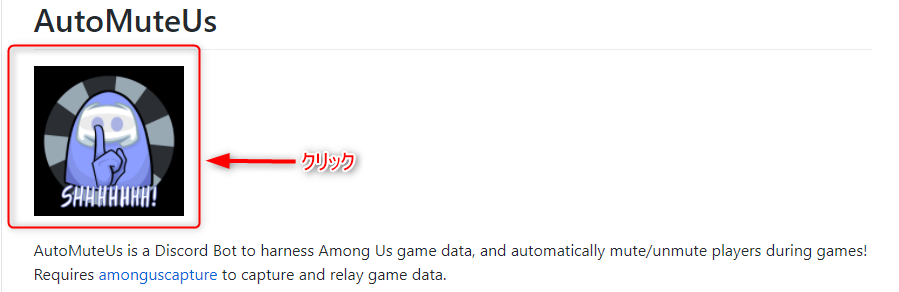 AutoMuteUs
SHHHHHHH!
クリック
AutoMuteUs is a Discord Bot to harness Among Us game data, and automatically mute/unmute players during games!
Requires amonguscapture to capture and relay game data.